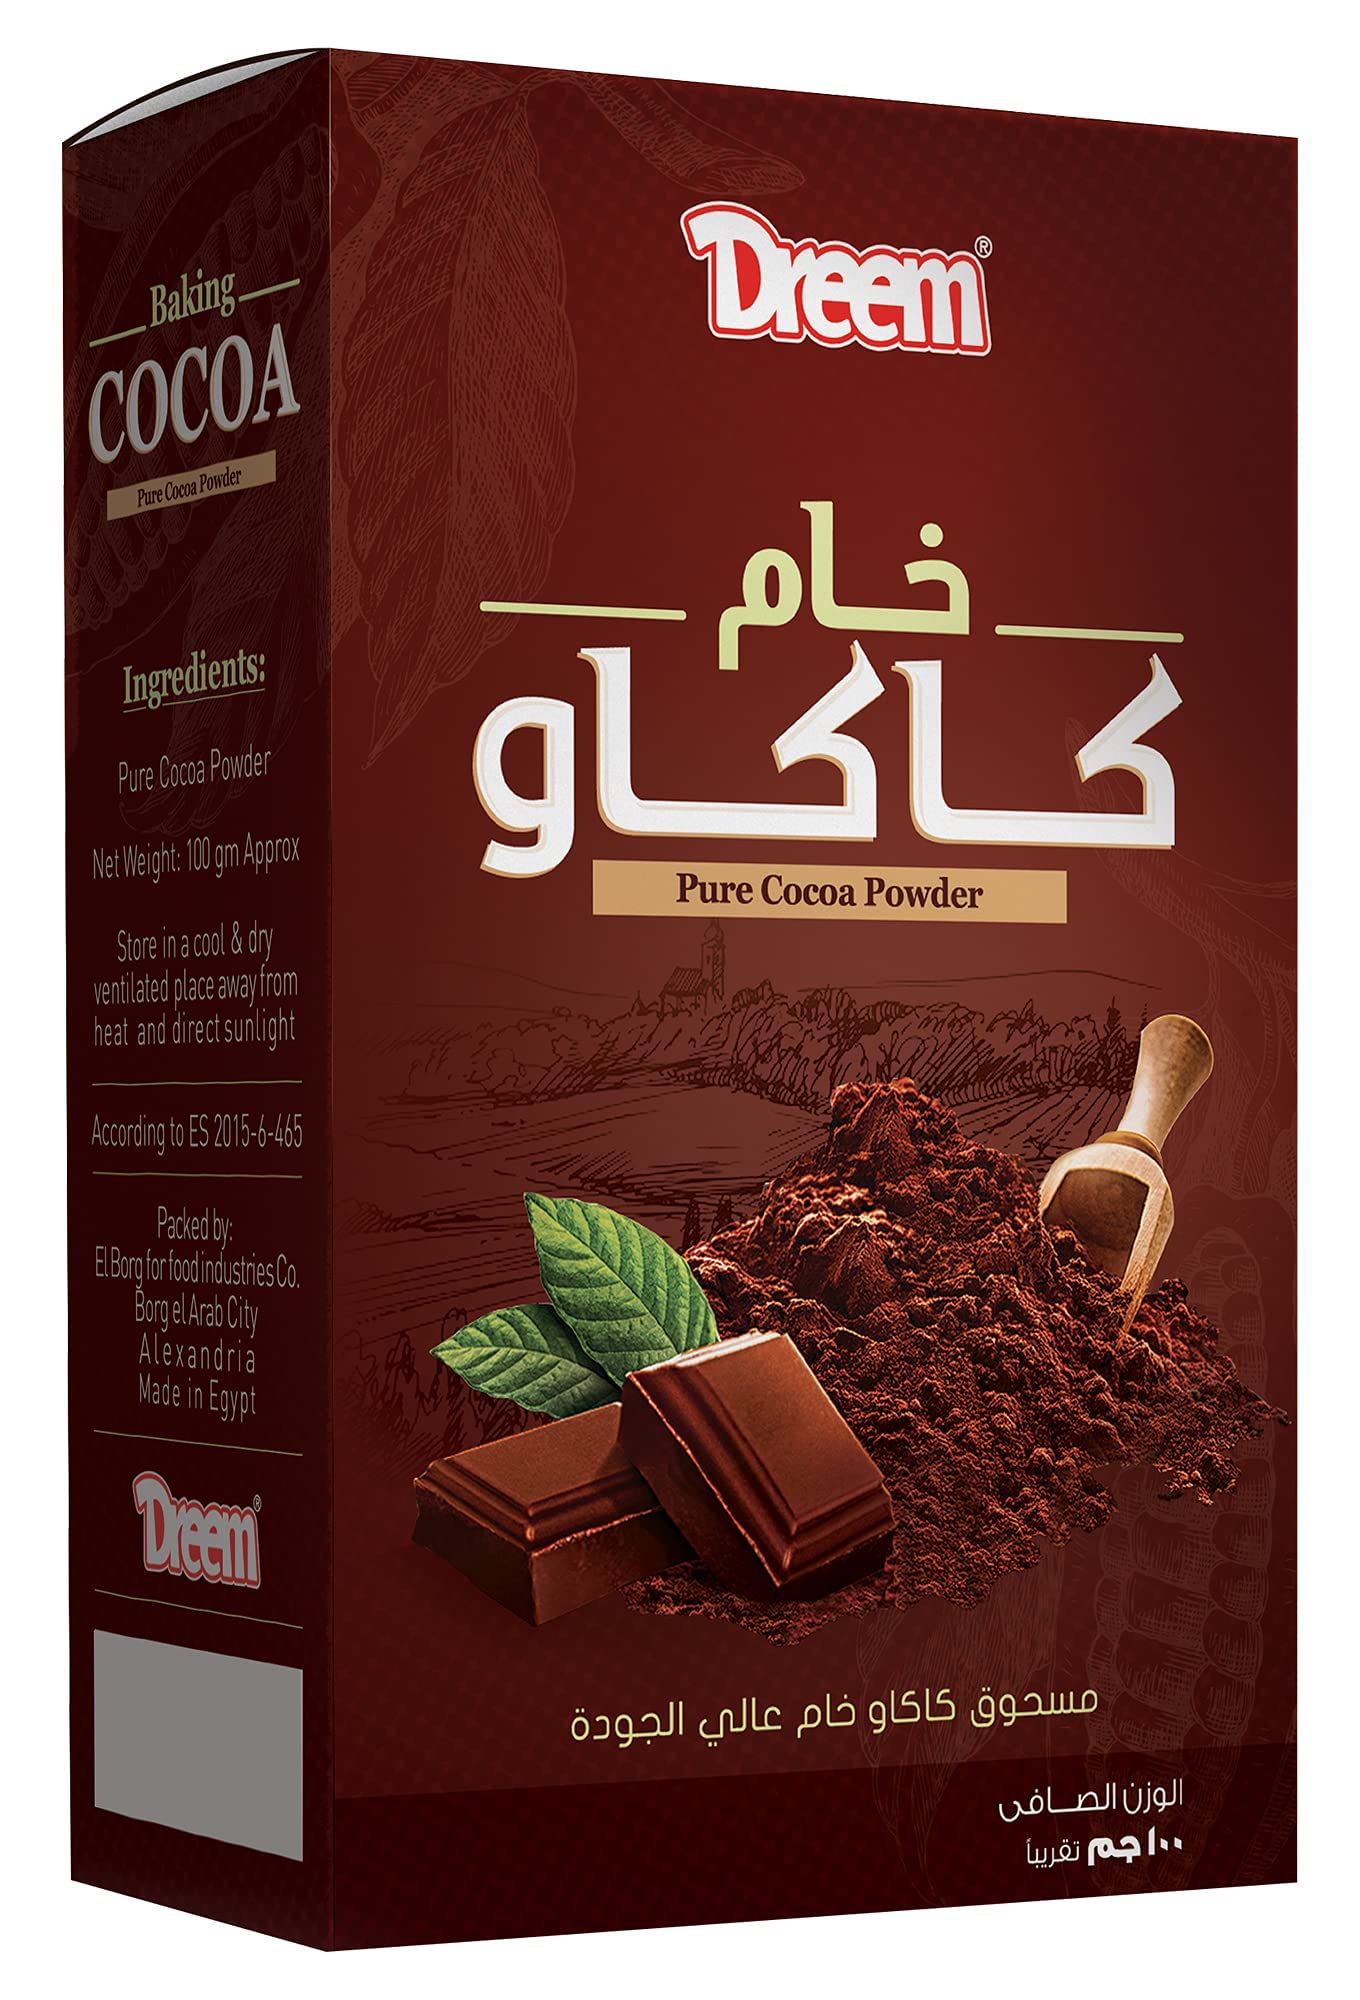 Dreem®
خام
كاكاو
Pure Cocoa Powder
مسحوق كاكاو خام عالي الجودة
الوزن الصافى
١٠٠ جم تقريباً
Baking
COCOA
Pure Cocoa Powder
Ingredients:
Pure Cocoa Powder
Net Weight: 100 gm Approx
Store in a cool & dry
ventilated place away from
heat and direct sunlight
According to ES 2015-6-465
Packed by:
El Borg for food industries Co.
Borg el Arab City
Alexandria
Made in Egypt
Dreem®